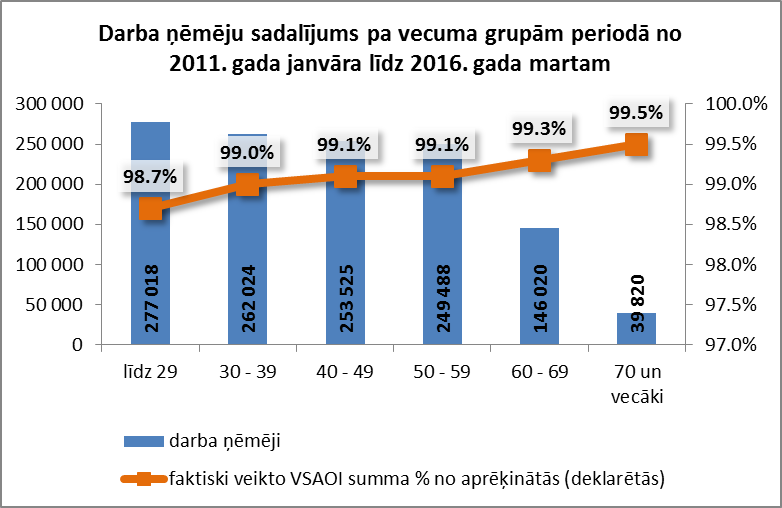 Darba ņēmēju sadalījums pa vecuma grupām periodā no
2011. gada janvāra līdz 2016. gada martam
300 000
250 000
200 000
150 000
100 000
50 000
0
100.0%
99.5%
99.0%
98.5%
98.0%
97.5%
97.0%
98.7%
99.0%
99.1%
99.1%
99.3%
99.5%
277 018
262 024
253 525
249 488
146 020
39 820
līdz 29
30 - 39
40 - 49
50 - 59
60 - 69
70 un
vecāki
darba ņēmēji
faktiski veikto VSAOI summa % no aprēķinātās (deklarētās)